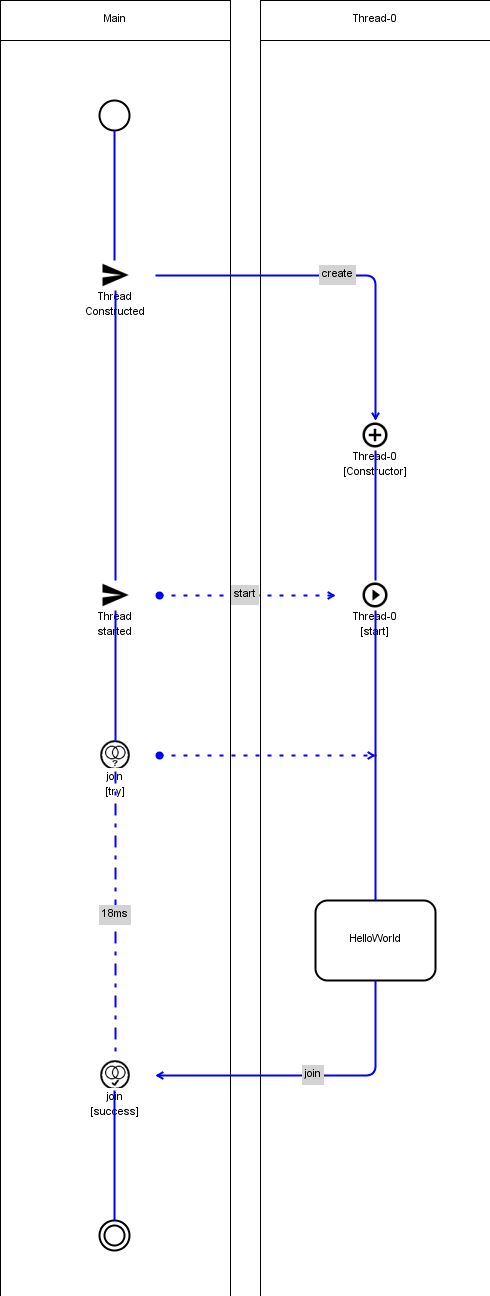 Main
Thread-0
create
Thread
Constructed
Thread-0
[Constructor]
start
Thread
started
Thread-0
[start]
?
join
[try]
18ms
HelloWorld
join
join
[success]